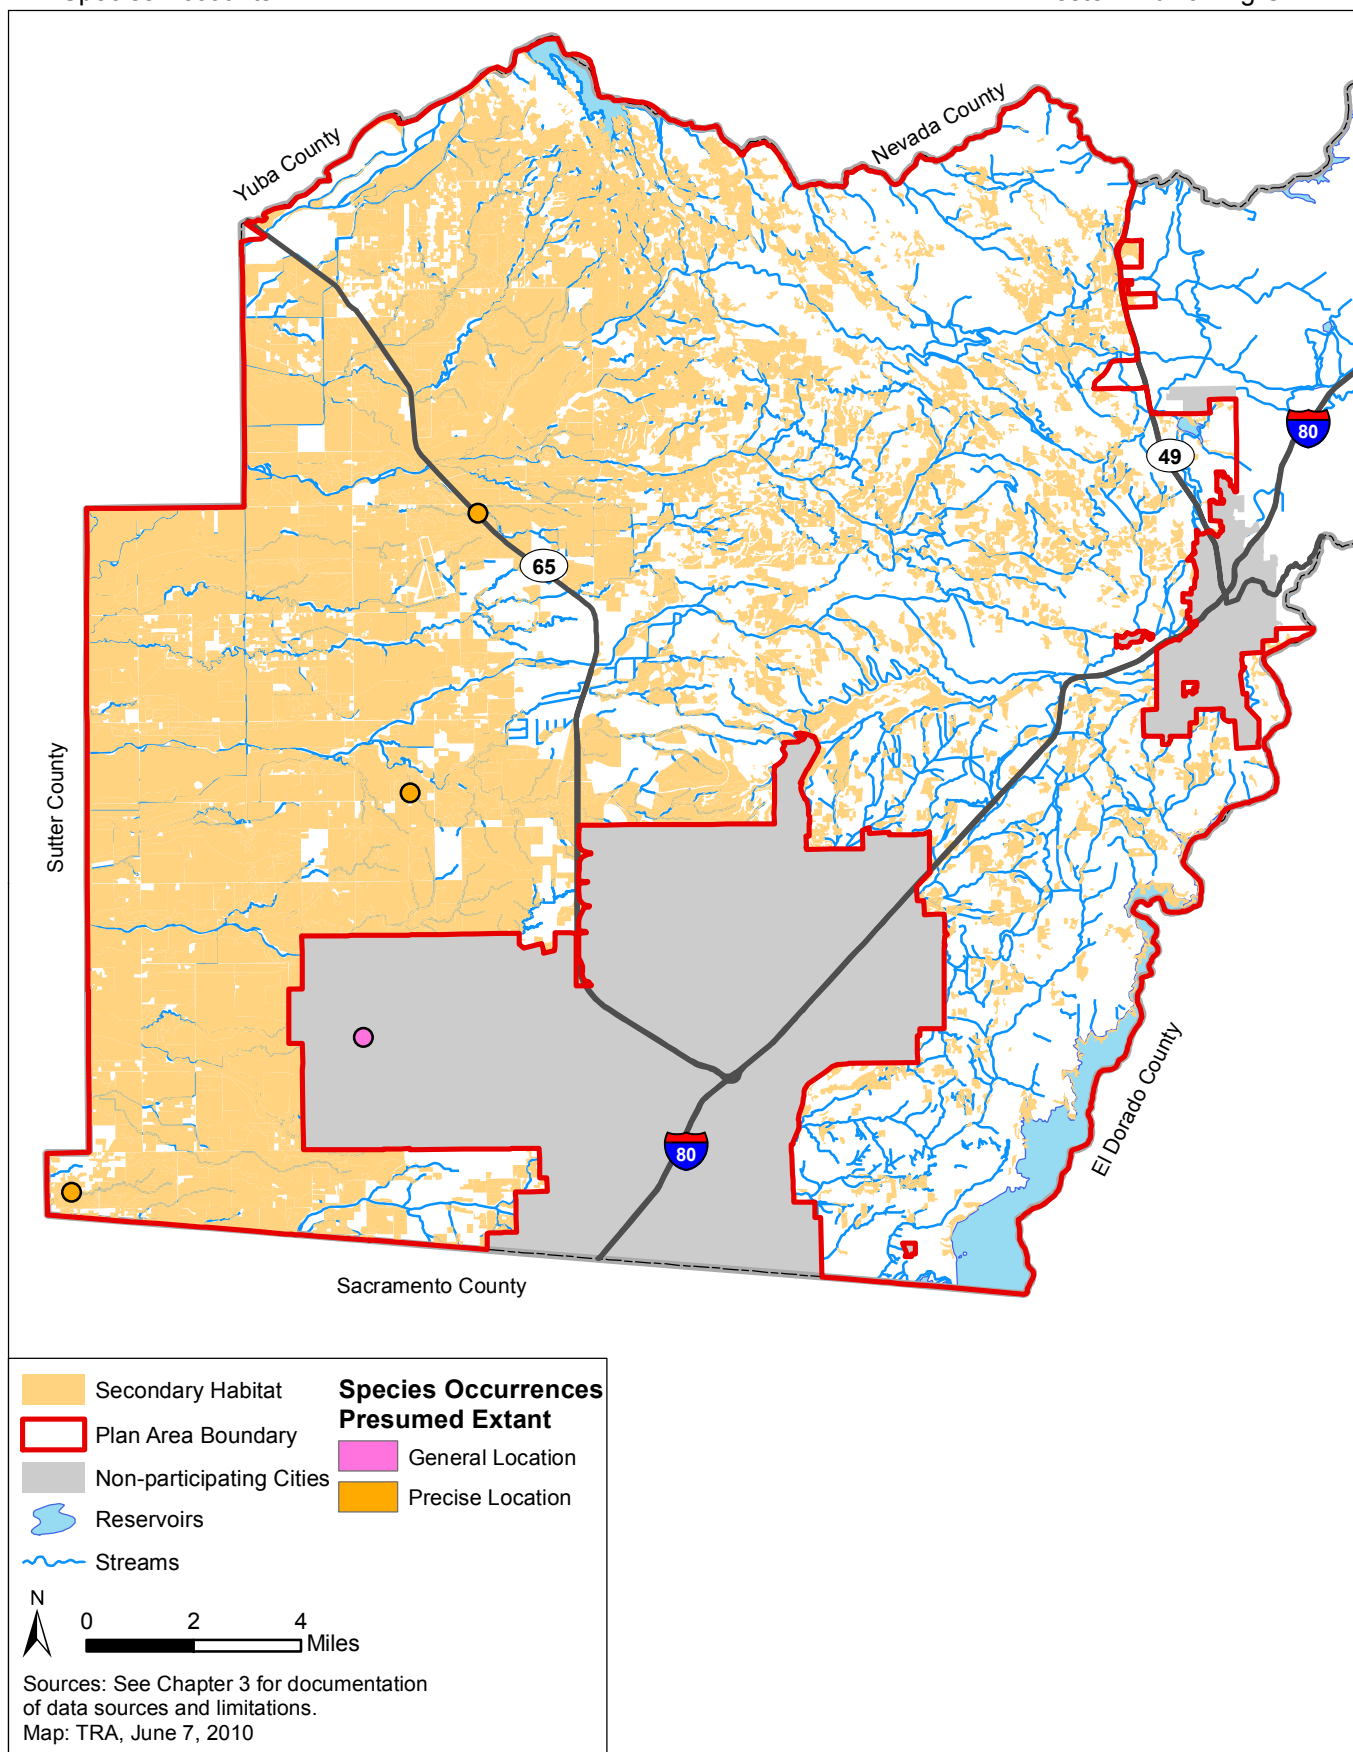 Yuba County
Nevada County
80
49
65
Sutter County
El Dorado County
80
Sacramento County
Secondary Habitat
Plan Area Boundary
Non-participating Cities
Reservoirs
Streams
Species Occurrences
Presumed Extant
General Location
Precise Location
N
0 2 4
Miles
Sources: See Chapter 3 for documentation
of data sources and limitations.
Map: TRA, June 7, 2010